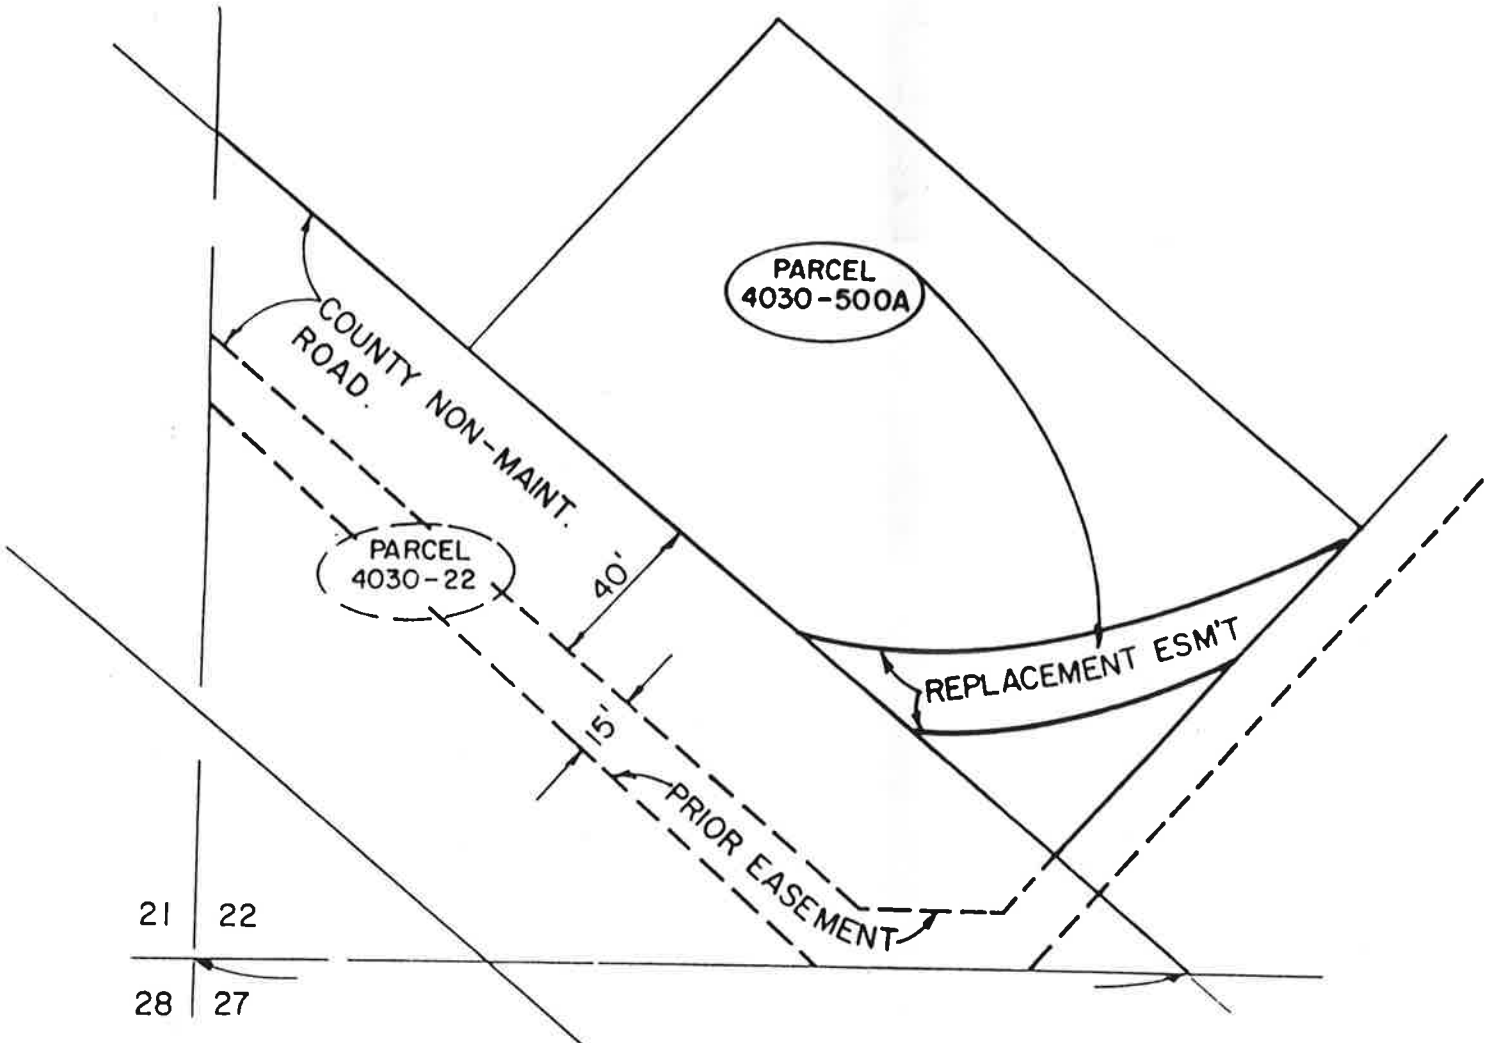 PARCEL
4030-500A
COUNTY NON-MAINT.
ROAD.
PARCEL
4030-22
40'
15'
REPLACEMENT ESM'T
PRIOR EASEMENT
21 22
28 27